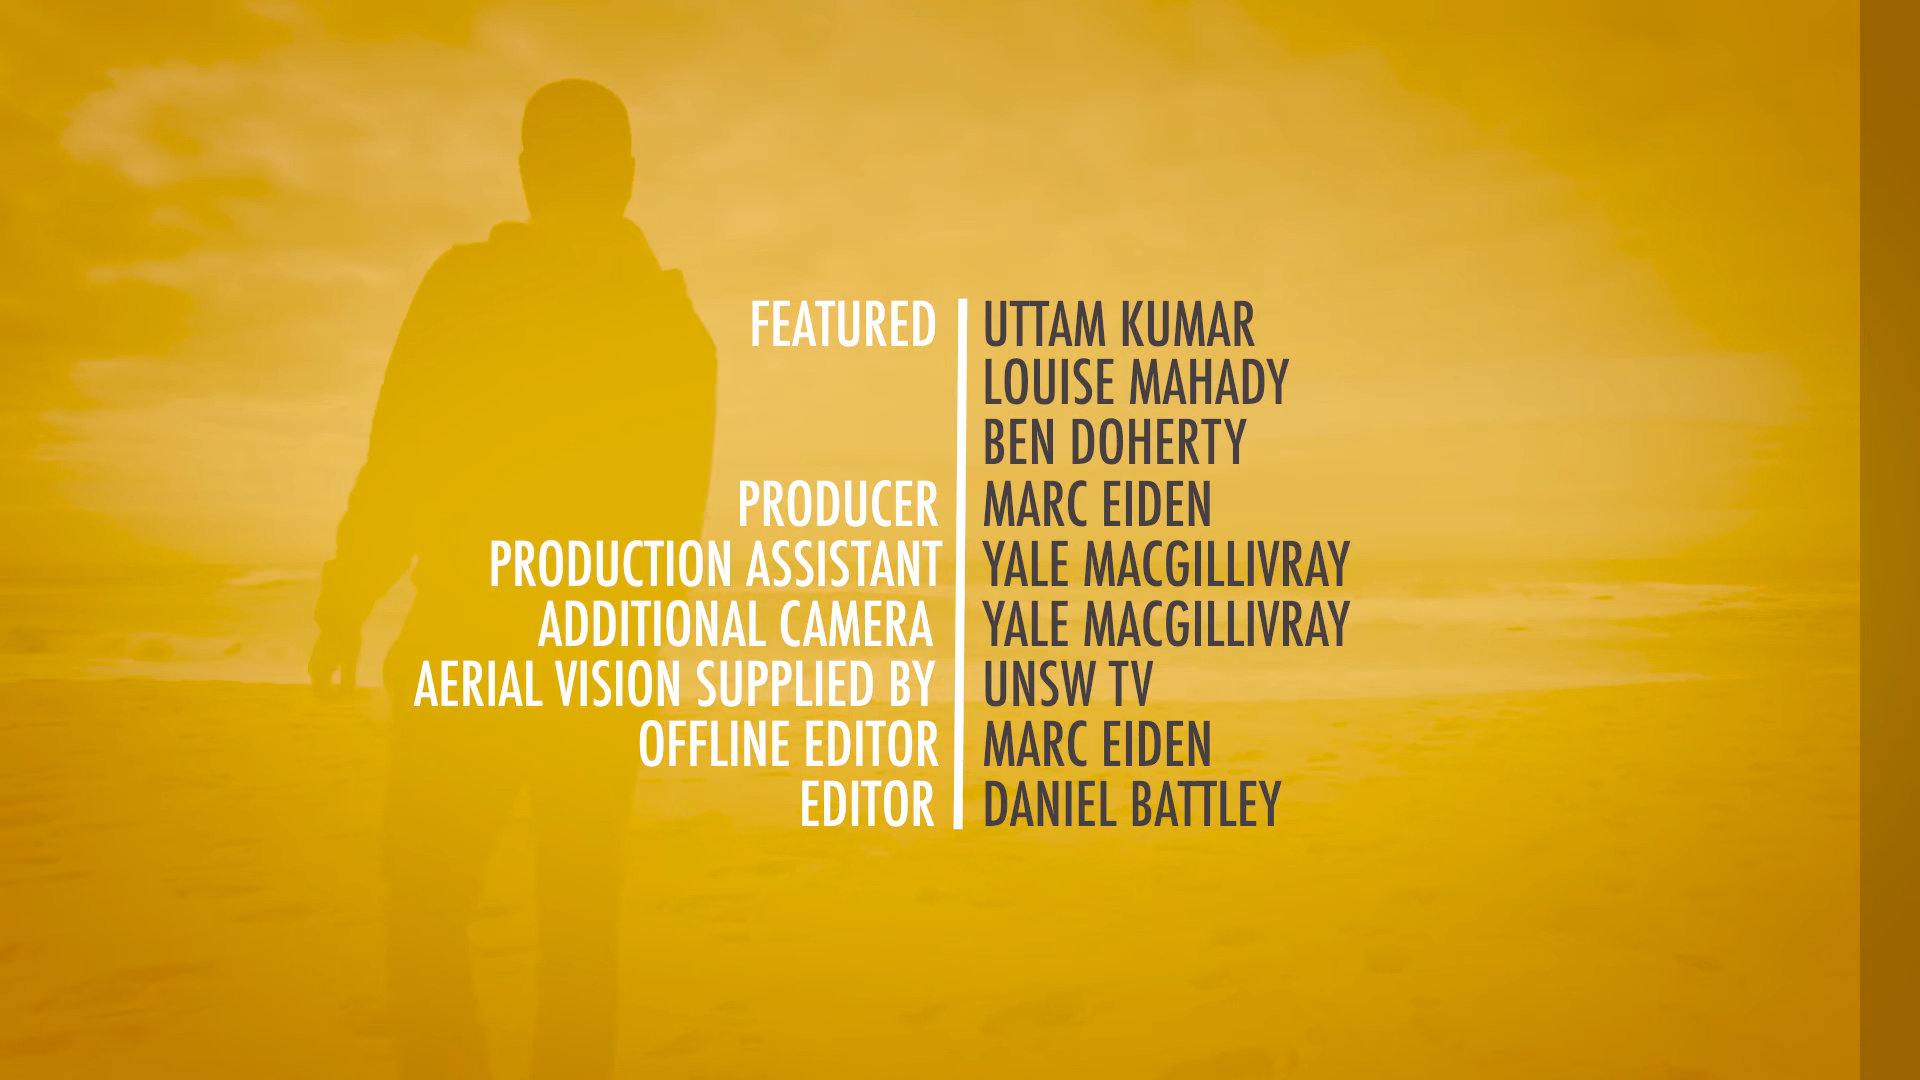 FEATURED UTTAM KUMAR
LOUISE MAHADY
BEN DOHERTY
PRODUCER MARC EIDEN
PRODUCTION ASSISTANT YALE MACGILLIVRAY
ADDITIONAL CAMERA YALE MACGILLIVRAY
AERIAL VISION SUPPLIED BY UNSW TV
OFFLINE EDITOR MARC EIDEN
EDITOR DANIEL BATTLEY